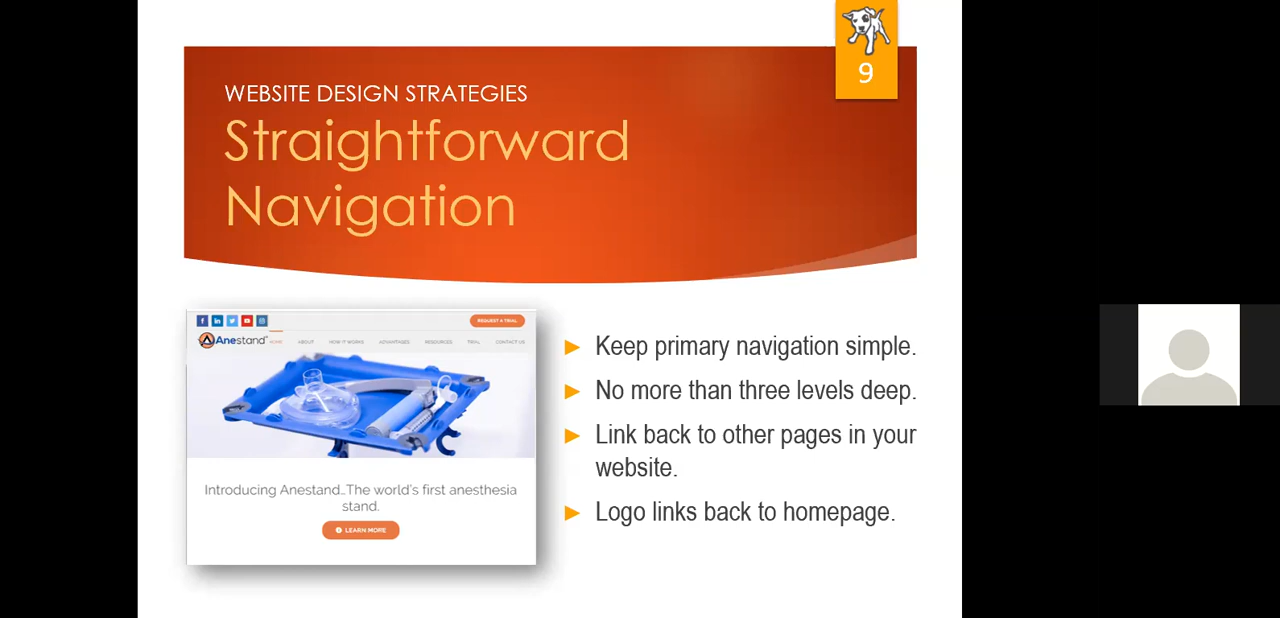 9
WEBSITE DESIGN STRATEGIES
Straightforward
Navigation
REQUEST A TRIAL
Anestand
HOME ABOUT HOW IT WORKS ADVANTAGES RESOURCES TRIAL CONTACT US
Introducing Anestand...The world's first anesthesia
stand.
LEARN MORE
Keep primary navigation simple.
No more than three levels deep.
Link back to other pages in your
website.
Logo links back to homepage.